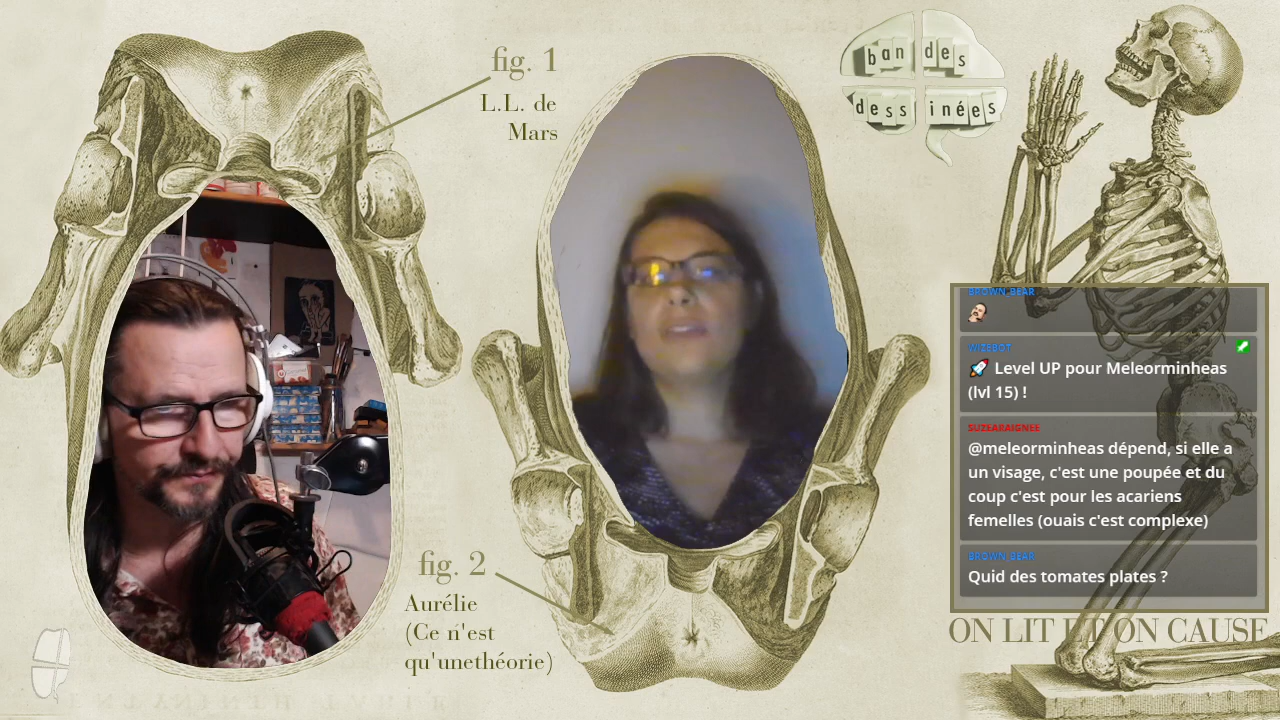 fig. 1
L.L. de
Mars
ban des
dess inées
BROWN_BEAR
WIZEBOT
🚀 Level UP pour Meleorminheas
(lvl 15) !
SUZEARAIGNEE
@meleorminheas dépend, si elle a
un visage, c'est une poupée et du
coup c'est pour les acariens
femelles (ouais c'est complexe)
BROWN_BEAR
Quid des tomates plates ?
fig. 2
Aurélie
(Ce n'est
qu'unethéorie)
ON LIT ET ON CAUSE